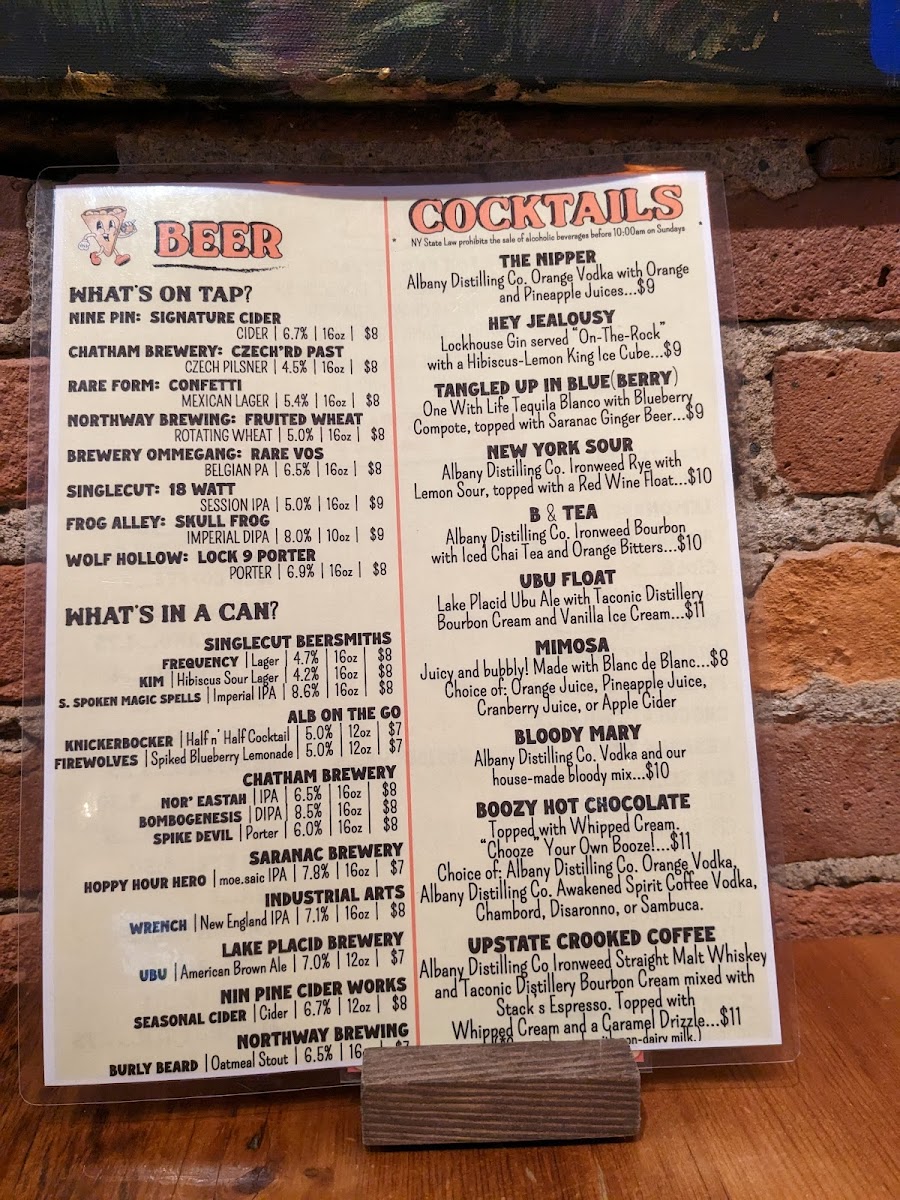 BEER
WHAT'S ON TAP?
NINE PIN: SIGNATURE CIDER
CIDER | 6.7% | 16oz | $8
CHATHAM BREWERY: CZECH'RD PAST
CZECH PILSNER | 4.5% | 16oz | $8
RARE FORM: CONFETTI
MEXICAN LAGER | 5.4% | 16oz | $8
NORTHWAY BREWING: FRUITED WHEAT
ROTATING WHEAT | 5.0% | 16oz | $8
BREWERY OMMEGANG: RARE VOS
BELGIAN PA | 6.5% | 16oz | $8
SINGLECUT: 18 WATT
SESSION IPA | 5.0% | 16oz | $9
FROG ALLEY: SKULL FROG
IMPERIAL DIPA | 8.0% | 10oz | $9
WOLF HOLLOW: LOCK 9 PORTER
PORTER | 6.9% | 16oz | $8
WHAT'S IN A CAN?
SINGLECUT BEERSMITHS
FREQUENCY | Lager | 4.7% | 16oz | $8
KIM | Hibiscus Sour Lager | 4.2% | 16oz | $8
S. SPOKEN MAGIC SPELLS | Imperial IPA | 8.6% | 16oz | $8
ALB ON THE GO
KNICKERBOCKER | Half n' Half Cocktail | 5.0% | 12oz | $7
FIREWOLVES | Spiked Blueberry Lemonade | 5.0% | 12oz | $7
CHATHAM BREWERY
NOR' EASTAH | IPA | 6.5% | 16oz | $8
BOMBOGENESIS | DIPA | 8.5% | 16oz | $8
SPIKE DEVIL | Porter | 6.0% | 16oz | $8
SARANAC BREWERY
HOPPY HOUR HERO | moe.saic IPA | 7.8% | 16oz | $7
INDUSTRIAL ARTS
WRENCH | New England IPA | 7.1% | 16oz | $8
LAKE PLACID BREWERY
UBU | American Brown Ale | 7.0% | 12oz | $7
NIN PINE CIDER WORKS
SEASONAL CIDER | Cider | 6.7% | 12oz | $8
NORTHWAY BREWING
BURLY BEARD | Oatmeal Stout | 6.5% | 16
COCKTAILS
* NY State Law prohibits the sale of alcoholic beverages before 10:00am on Sundays *
THE NIPPER
Albany Distilling Co. Orange Vodka with Orange
and Pineapple Juices...$9
HEY JEALOUSY
Lockhouse Gin served "On-The-Rock"
with a Hibiscus-Lemon King Ice Cube...$9
TANGLED UP IN BLUE(BERRY)
One With Life Tequila Blanco with Blueberry
Compote, topped with Saranac Ginger Beer...$9
NEW YORK SOUR
Albany Distilling Co. Ironweed Rye with
Lemon Sour, topped with a Red Wine Float...$10
B & TEA
Albany Distilling Co. Ironweed Bourbon
with Iced Chai Tea and Orange Bitters...$10
UBU FLOAT
Lake Placid Ubu Ale with Taconic Distillery
Bourbon Cream and Vanilla Ice Cream...$11
MIMOSA
Juicy and bubbly! Made with Blanc de Blanc...$8
Choice of: Orange Juice, Pineapple Juice,
Cranberry Juice, or Apple Cider
BLOODY MARY
Albany Distilling Co. Vodka and our
house-made bloody mix...$10
BOOZY HOT CHOCOLATE
Topped with Whipped Cream.
"Chooze" Your Own Booze!...$11
Choice of: Albany Distilling Co. Orange Vodka,
Albany Distilling Co. Awakened Spirit Coffee Vodka,
Chambord, Disaronno, or Sambuca.
UPSTATE CROOKED COFFEE
Albany Distilling Co Ironweed Straight Malt Whiskey
and Taconic Distillery Bourbon Cream mixed with
Stack's Espresso. Topped with
Whipped Cream and a Caramel Drizzle...$11
milk.)